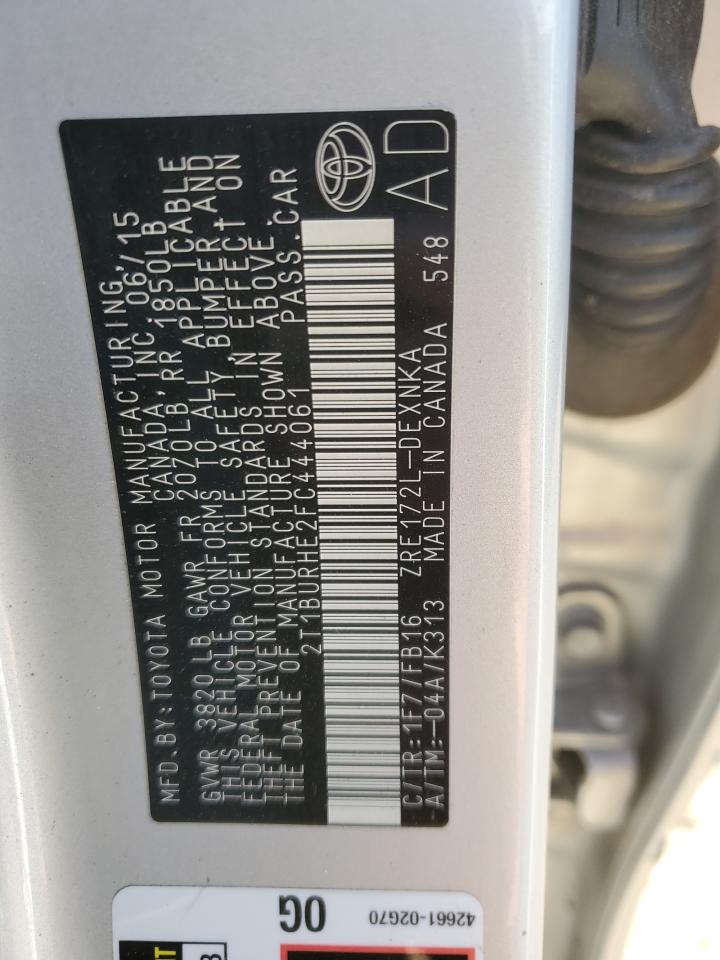 MFD.BY:TOYOTA MOTOR MANUFACTURING,
CANADA,INC. 06/15
GVWR 3820LB GAWR FR 2070LB RR 1850LB
THIS VEHICLE CONFORMS TO ALL APPLICABLE
FEDERAL MOTOR VEHICLE SAFETY,BUMPER,AND
THEFT PREVENTION STANDARDS IN EFFECT ON
THE DATE OF MANUFACTURE SHOWN ABOVE.
2T1BURHE2FC444061 PASS.CAR
C/TR:1F7/FB16 ZRE172L-DEXNKA
A/TM:-04A/K313 MADE IN CANADA 548
AD
42661-02G70
0G